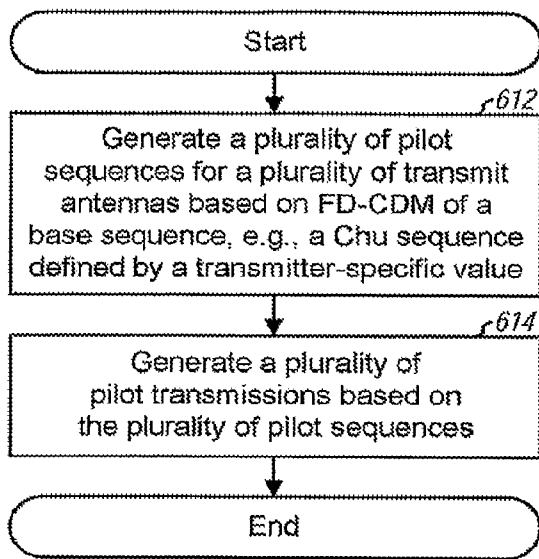 Start
612
Generate a plurality of pilot
sequences for a plurality of transmit
antennas based on FD-CDM of a
base sequence, e.g., a Chu sequence
defined by a transmitter-specific value
614
Generate a plurality of
pilot transmissions based on
the plurality of pilot sequences
End